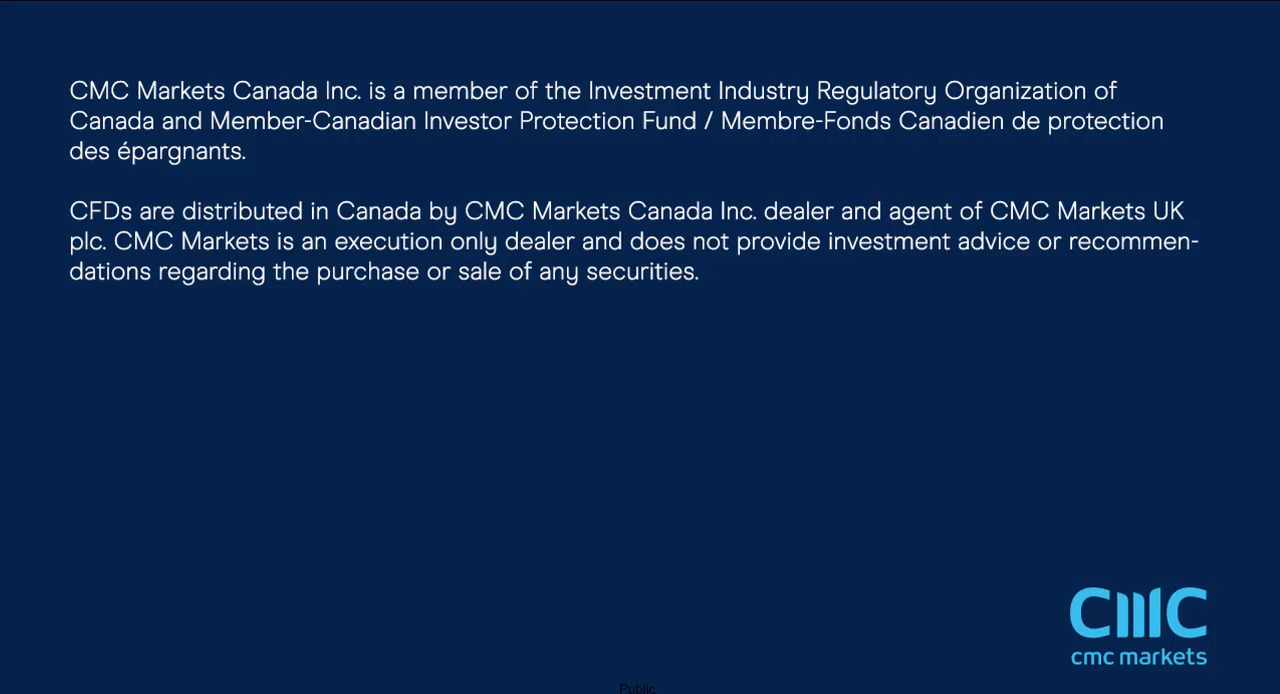 CMC Markets Canada Inc. is a member of the Investment Industry Regulatory Organization of
Canada and Member-Canadian Investor Protection Fund / Membre-Fonds Canadien de protection
des épargnants.
CFDs are distributed in Canada by CMC Markets Canada Inc. dealer and agent of CMC Markets UK
plc. CMC Markets is an execution only dealer and does not provide investment advice or recommen-
dations regarding the purchase or sale of any securities.
CMC
cmc markets
Public